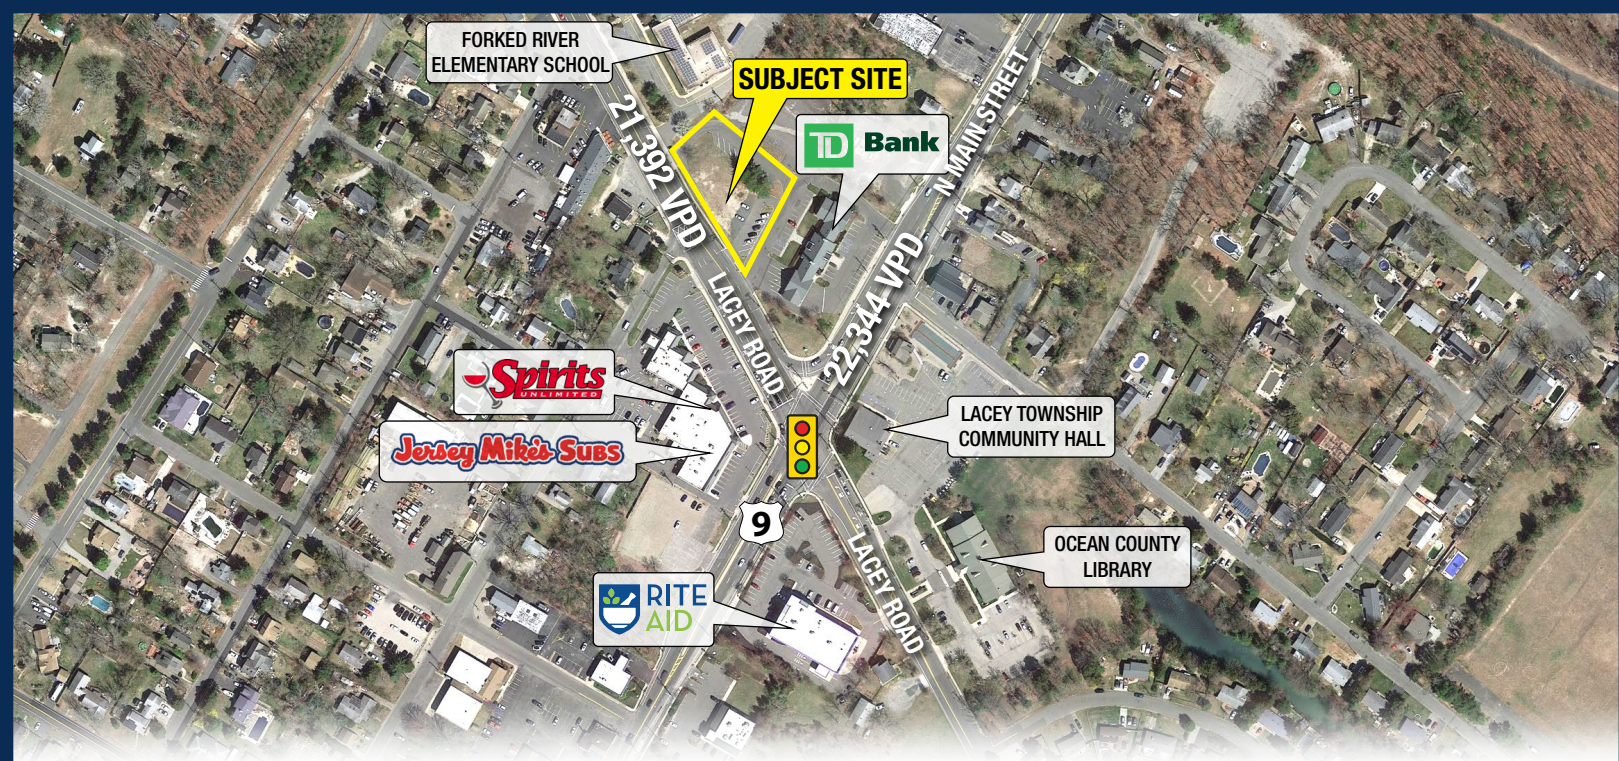 FORKED RIVER
ELEMENTARY SCHOOL
SUBJECT SITE
TD Bank
21,392 VPD
N MAIN STREET
22,344 VPD
LACEY ROAD
Spirits
UNLIMITED
Jersey Mike's SUBS
LACEY TOWNSHIP
COMMUNITY HALL
9
LACEY ROAD
OCEAN COUNTY
LIBRARY
RITE
AID